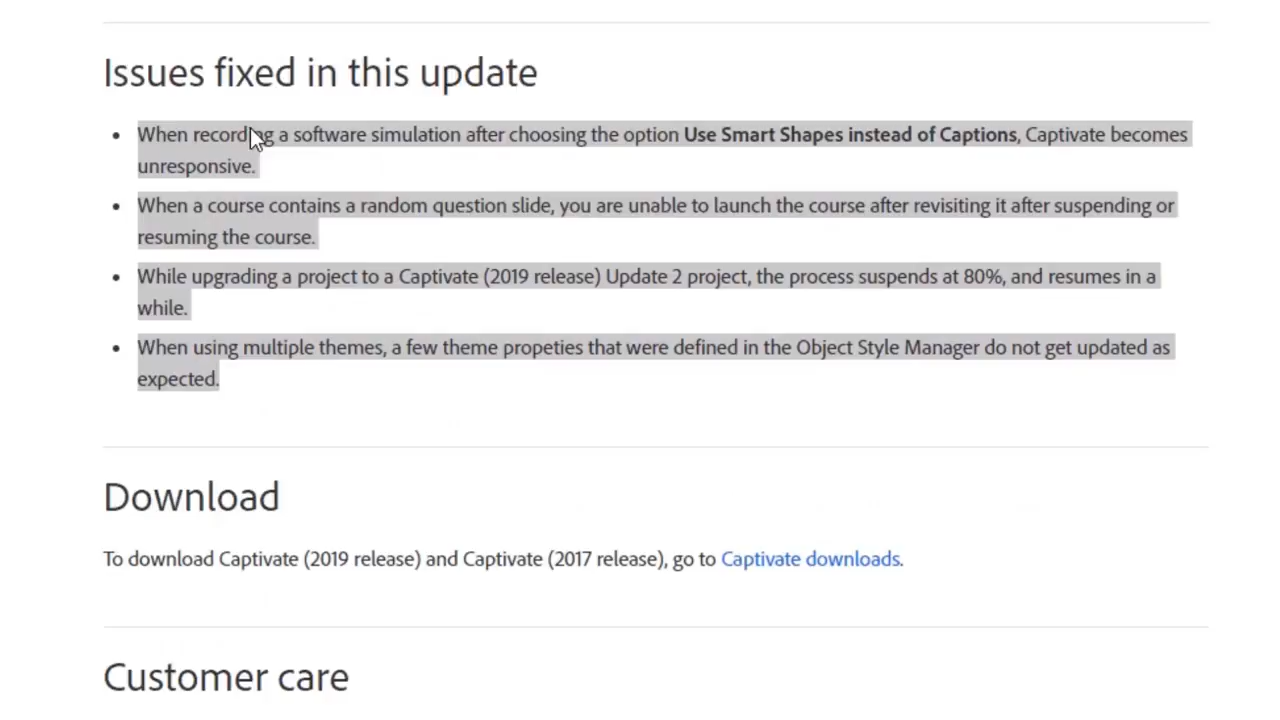 Issues fixed in this update
• When recording a software simulation after choosing the option Use Smart Shapes instead of Captions, Captivate becomes
unresponsive.
• When a course contains a random question slide, you are unable to launch the course after revisiting it after suspending or
resuming the course.
• While upgrading a project to a Captivate (2019 release) Update 2 project, the process suspends at 80%, and resumes in a
while.
• When using multiple themes, a few theme propeties that were defined in the Object Style Manager do not get updated as
expected.
Download
To download Captivate (2019 release) and Captivate (2017 release), go to Captivate downloads.
Customer care